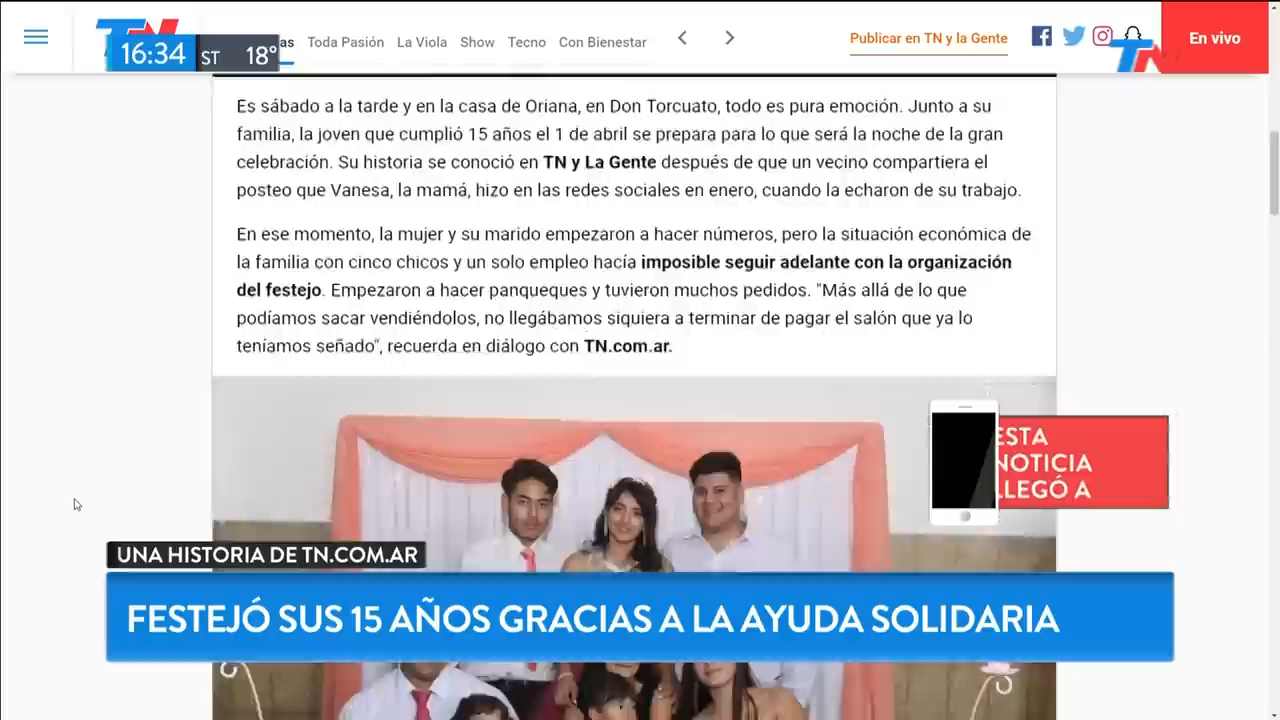 TN
16:34
ST
18°
as
Toda Pasión
La Viola
Show
Tecno
Con Bienestar
Publicar en TN y la Gente
TN
En vivo
Es sábado a la tarde y en la casa de Oriana, en Don Torcuato, todo es pura emoción. Junto a su
familia, la joven que cumplió 15 años el 1 de abril se prepara para lo que será la noche de la gran
celebración. Su historia se conoció en TN y La Gente después de que un vecino compartiera el
posteo que Vanesa, la mamá, hizo en las redes sociales en enero, cuando la echaron de su trabajo.
En ese momento, la mujer y su marido empezaron a hacer números, pero la situación económica de
la familia con cinco chicos y un solo empleo hacía imposible seguir adelante con la organización
del festejo. Empezaron a hacer panqueques y tuvieron muchos pedidos. "Más allá de lo que
podíamos sacar vendiéndolos, no llegábamos siquiera a terminar de pagar el salón que ya lo
teníamos señado", recuerda en diálogo con TN.com.ar.
ESTA
NOTICIA
LLEGÓ A
UNA HISTORIA DE TN.COM.AR
FESTEJÓ SUS 15 AÑOS GRACIAS A LA AYUDA SOLIDARIA